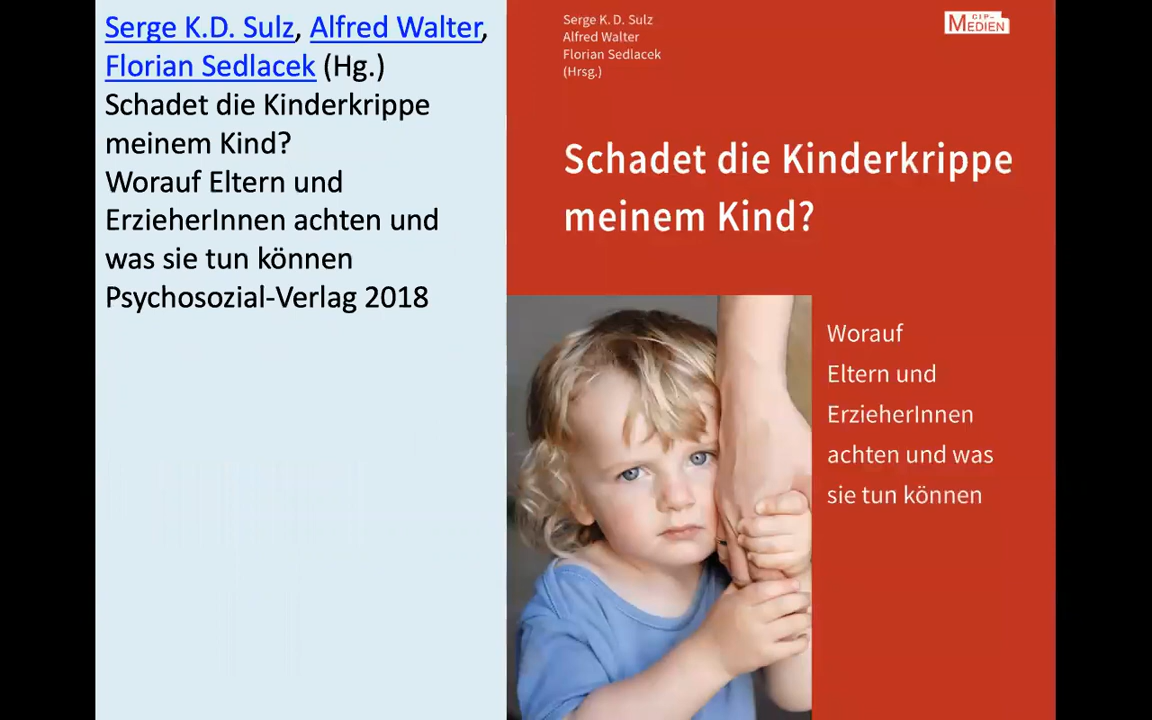 Serge K.D. Sulz, Alfred Walter,
Florian Sedlacek (Hg.)
Schadet die Kinderkrippe
meinem Kind?
Worauf Eltern und
ErzieherInnen achten und
was sie tun können
Psychosozial-Verlag 2018
Serge K. D. Sulz
Alfred Walter
Florian Sedlacek
(Hrsg.)
CIP-
MEDIEN
Schadet die Kinderkrippe
meinem Kind?
Worauf
Eltern und
ErzieherInnen
achten und was
sie tun können